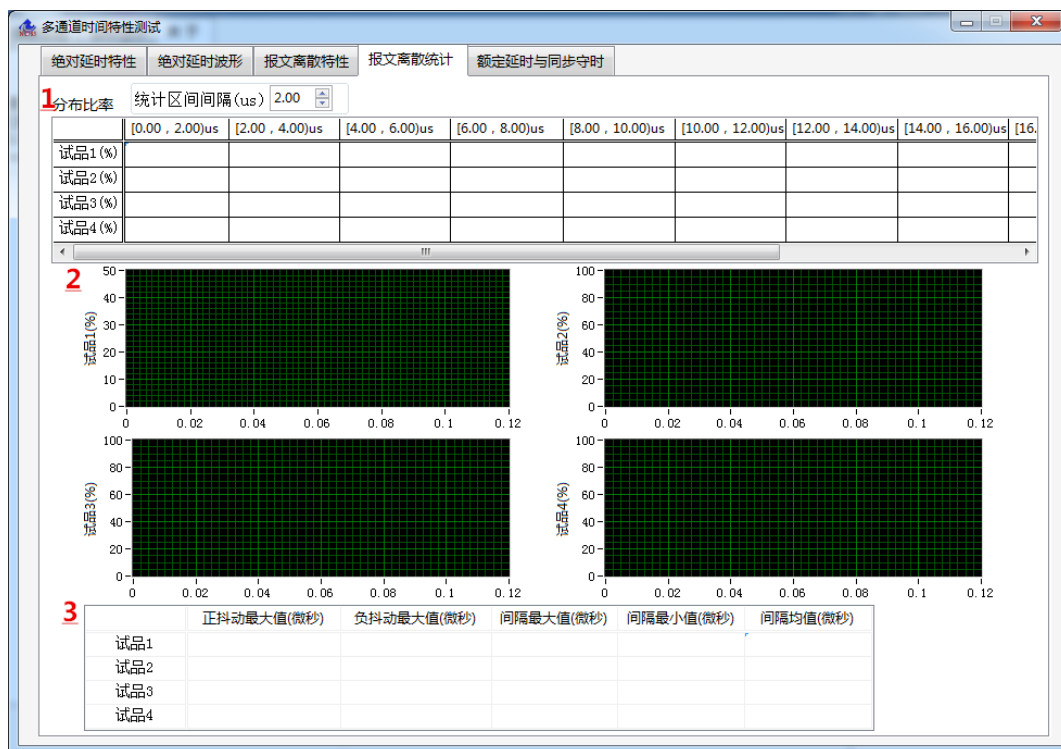 多通道时间特性测试
绝对延时特性 绝对延时波形 报文离散特性 报文离散统计 额定延时与同步守时
1 分布比率 统计区间间隔(us) 2.00
[0.00 , 2.00)us [2.00 , 4.00)us [4.00 , 6.00)us [6.00 , 8.00)us [8.00 , 10.00)us [10.00 , 12.00)us [12.00 , 14.00)us [14.00 , 16.00)us [16.
试品1(%)
试品2(%)
试品3(%)
试品4(%)
2
试品1(%)
50
40
30
20
10
0
0 0.02 0.04 0.06 0.08 0.1 0.12
试品2(%)
100
80
60
40
20
0
0 0.02 0.04 0.06 0.08 0.1 0.12
试品3(%)
100
80
60
40
20
0
0 0.02 0.04 0.06 0.08 0.1 0.12
试品4(%)
100
80
60
40
20
0
0 0.02 0.04 0.06 0.08 0.1 0.12
3
正抖动最大值(微秒) 负抖动最大值(微秒) 间隔最大值(微秒) 间隔最小值(微秒) 间隔均值(微秒)
试品1
试品2
试品3
试品4